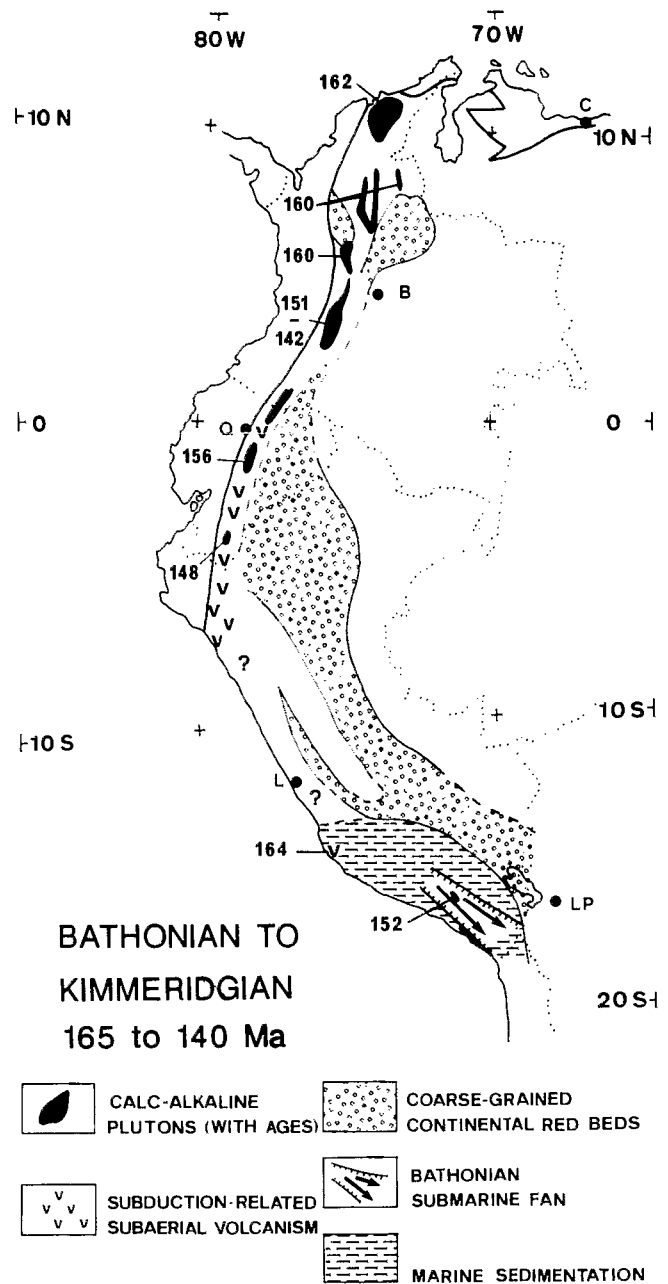 80 W 70 W
162
10 N C
10 N
160
160
B
151
–
142
0 Q 0
V
156
V
V
148
V
V
V
V
V
?
10 S
10 S
L
?
164 V
LP
152
20 S
BATHONIAN TO
KIMMERIDGIAN
165 to 140 Ma
CALC-ALKALINE
PLUTONS (WITH AGES)
COARSE-GRAINED
CONTINENTAL RED BEDS
V
V V
V V
SUBDUCTION-RELATED
SUBAERIAL VOLCANISM
BATHONIAN
SUBMARINE FAN
MARINE SEDIMENTATION